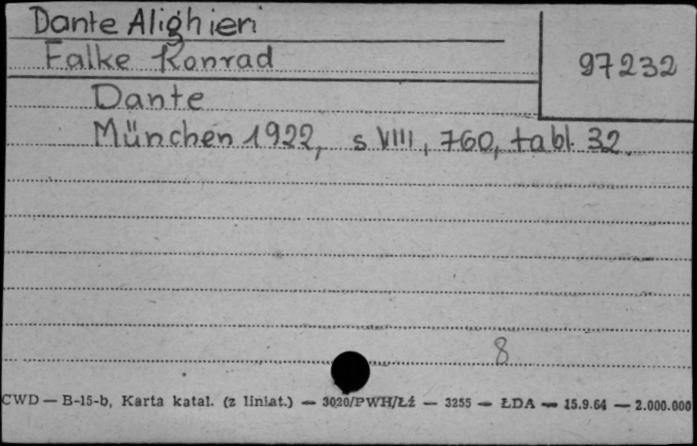 Dante Alighieri
Falke Konrad
97232
Dante
München 1922, s. VIII, 760, tabl. 32.
8
CWD — B-15-b, Karta katal. (z liniat.) — 3020/PWH/Łź — 3255 — ŁDA — 15.9.64 — 2.000.000